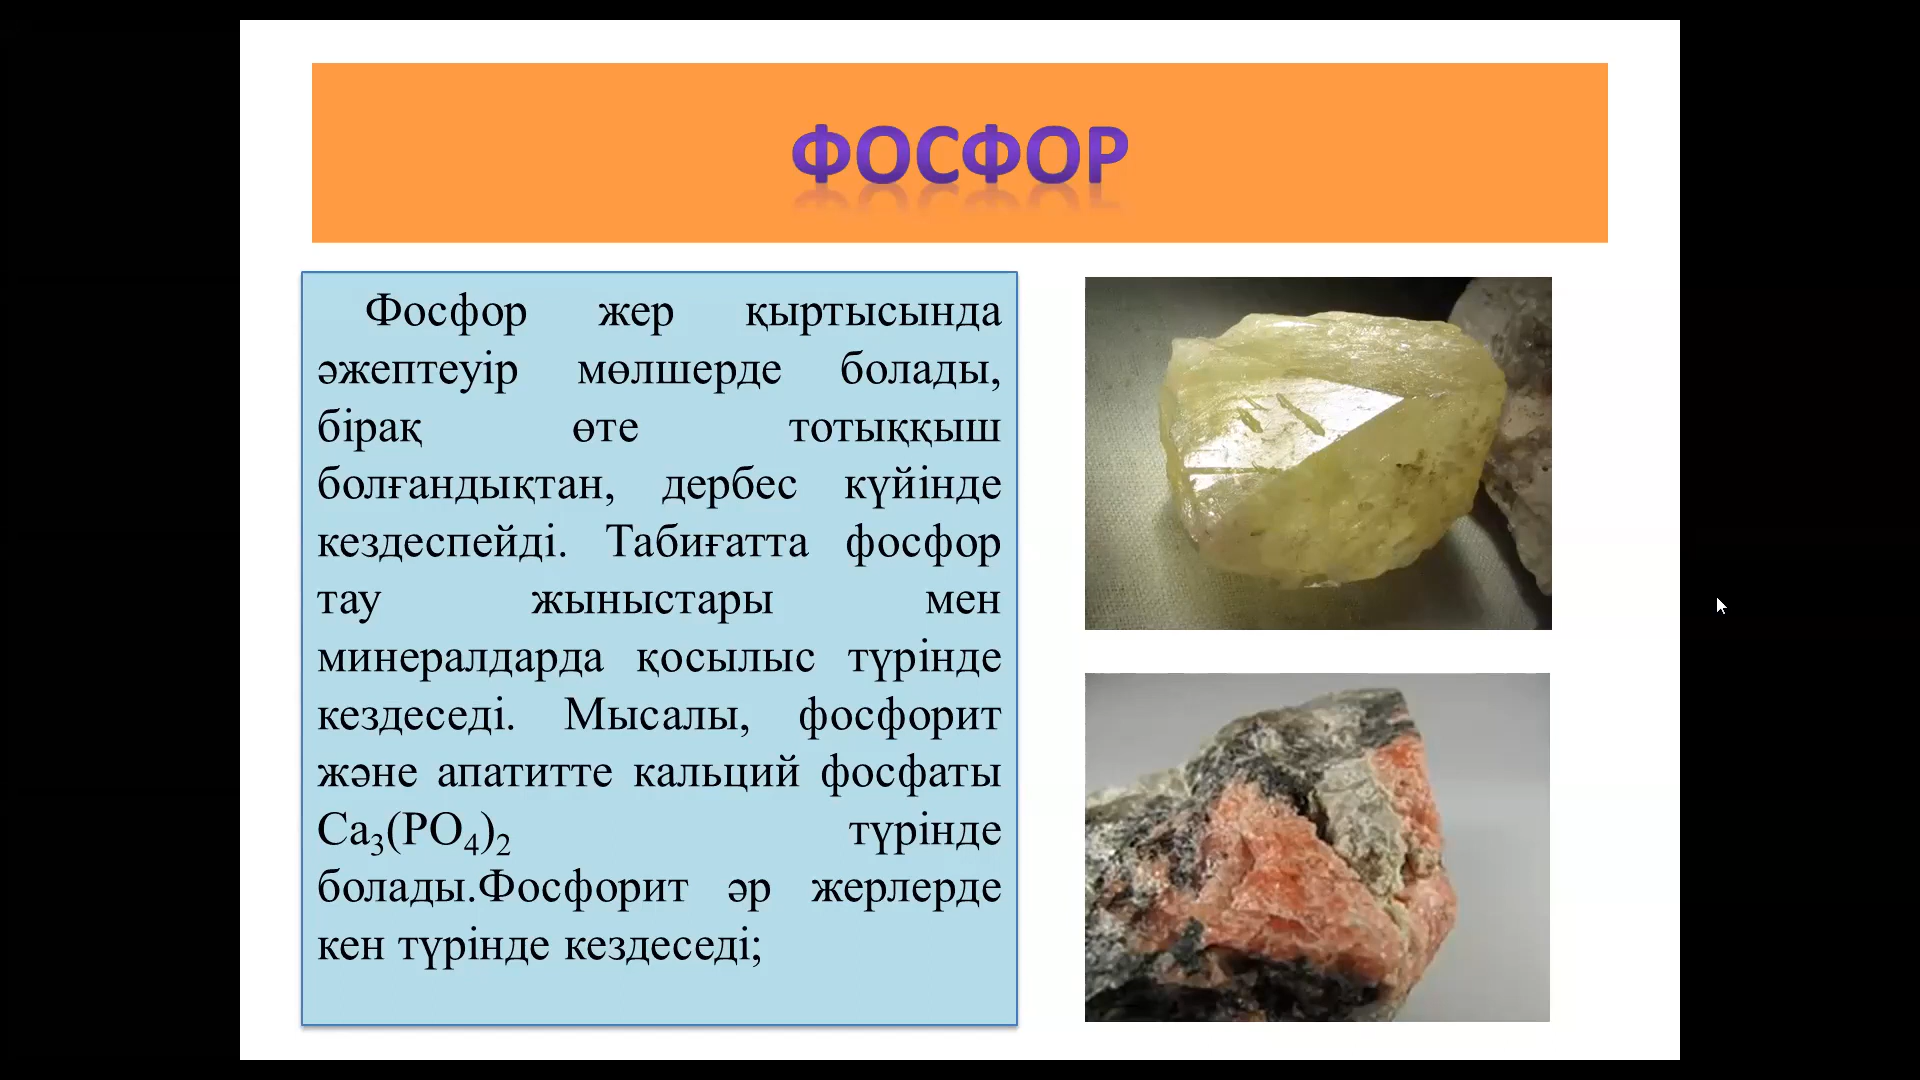 ФОСФОР
Фосфор жер қыртысында
әжептеуір мөлшерде болады,
бірақ өте тотыққыш
болғандықтан, дербес күйінде
кездеспейді. Табиғатта фосфор
тау жыныстары мен
минералдарда қосылыс түрінде
кездеседі. Мысалы, фосфорит
және апатитте кальций фосфаты
Ca₃(PO₄)₂ түрінде
болады.Фосфорит әр жерлерде
кен түрінде кездеседі;